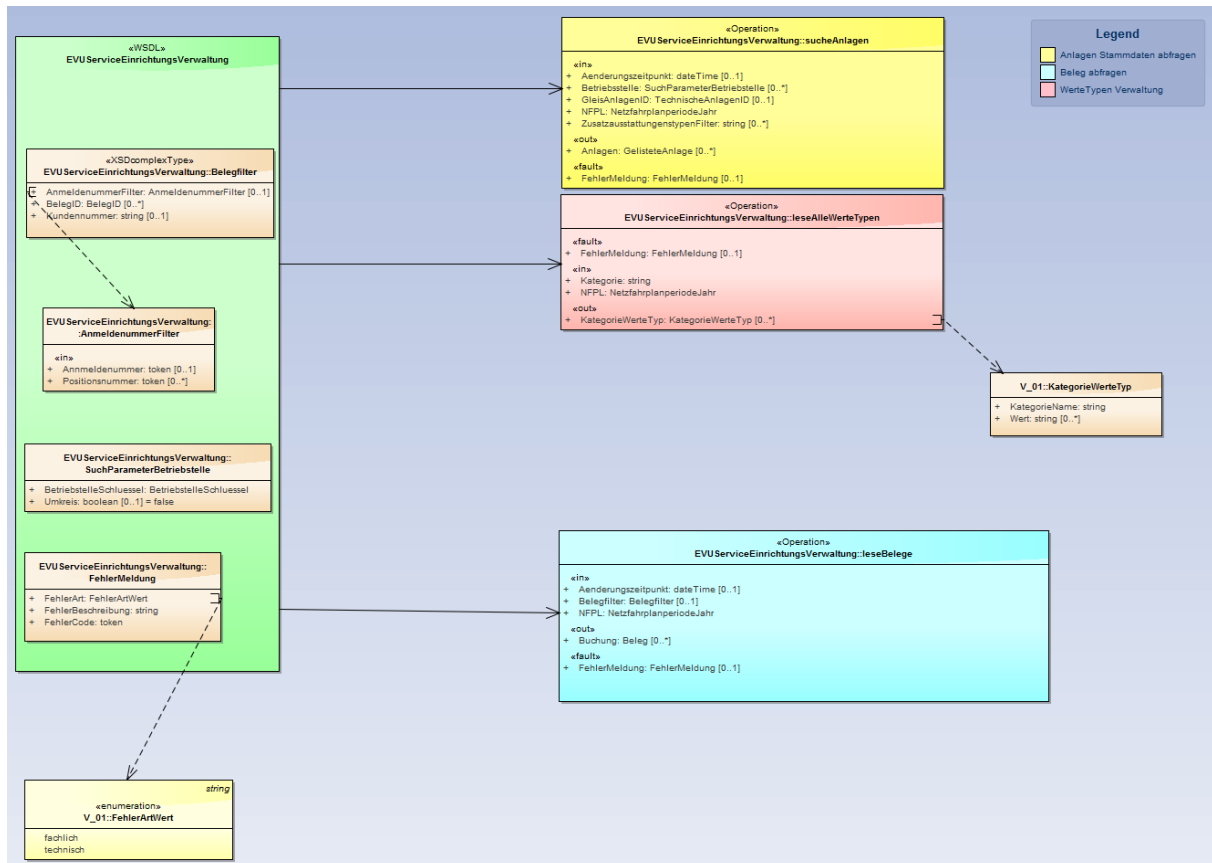 «WSDL»
EVUServiceEinrichtungsVerwaltung
«XSDcomplexType»
EVUServiceEinrichtungsVerwaltung::Belegfilter
+ AnmeldenummerFilter: AnmeldenummerFilter [0..1]
+ BelegID: BelegID [0..*]
+ Kundennummer: string [0..1]
EVUServiceEinrichtungsVerwaltung:
:AnmeldenummerFilter
«in»
+ Annmeldenummer: token [0..1]
+ Positionsnummer: token [0..*]
EVUServiceEinrichtungsVerwaltung::
SuchParameterBetriebstelle
+ BetriebstelleSchluessel: BetriebstelleSchluessel
+ Umkreis: boolean [0..1] = false
EVUServiceEinrichtungsVerwaltung::
FehlerMeldung
+ FehlerArt: FehlerArtWert
+ FehlerBeschreibung: string
+ FehlerCode: token
string
«enumeration»
V_01::FehlerArtWert
fachlich
technisch
«Operation»
EVUServiceEinrichtungsVerwaltung::sucheAnlagen
«in»
+ Aenderungszeitpunkt: dateTime [0..1]
+ Betriebsstelle: SuchParameterBetriebstelle [0..*]
+ GleisAnlagenID: TechnischeAnlagenID [0..1]
+ NFPL: NetzfahrplanperiodeJahr
+ ZusatzausstattungenstypenFilter: string [0..*]
«out»
+ Anlagen: GelisteteAnlage [0..*]
«fault»
+ FehlerMeldung: FehlerMeldung [0..1]
«Operation»
EVUServiceEinrichtungsVerwaltung::leseAlleWerteTypen
«fault»
+ FehlerMeldung: FehlerMeldung [0..1]
«in»
+ Kategorie: string
+ NFPL: NetzfahrplanperiodeJahr
«out»
+ KategorieWerteTyp: KategorieWerteTyp [0..*]
V_01::KategorieWerteTyp
+ KategorieName: string
+ Wert: string [0..*]
«Operation»
EVUServiceEinrichtungsVerwaltung::leseBelege
«in»
+ Aenderungszeitpunkt: dateTime [0..1]
+ Belegfilter: Belegfilter [0..1]
+ NFPL: NetzfahrplanperiodeJahr
«out»
+ Buchung: Beleg [0..*]
«fault»
+ FehlerMeldung: FehlerMeldung [0..1]
Legend
Anlagen Stammdaten abfragen
Beleg abfragen
WerteTypen Verwaltung